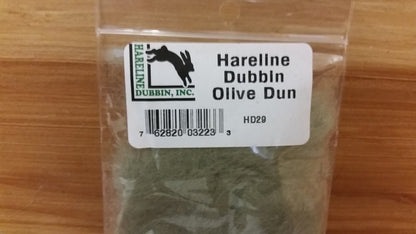 HARELINE
DUBBIN, INC.
Hareline
Dubbin
Olive Dun
HD29
7 62820 03223 3